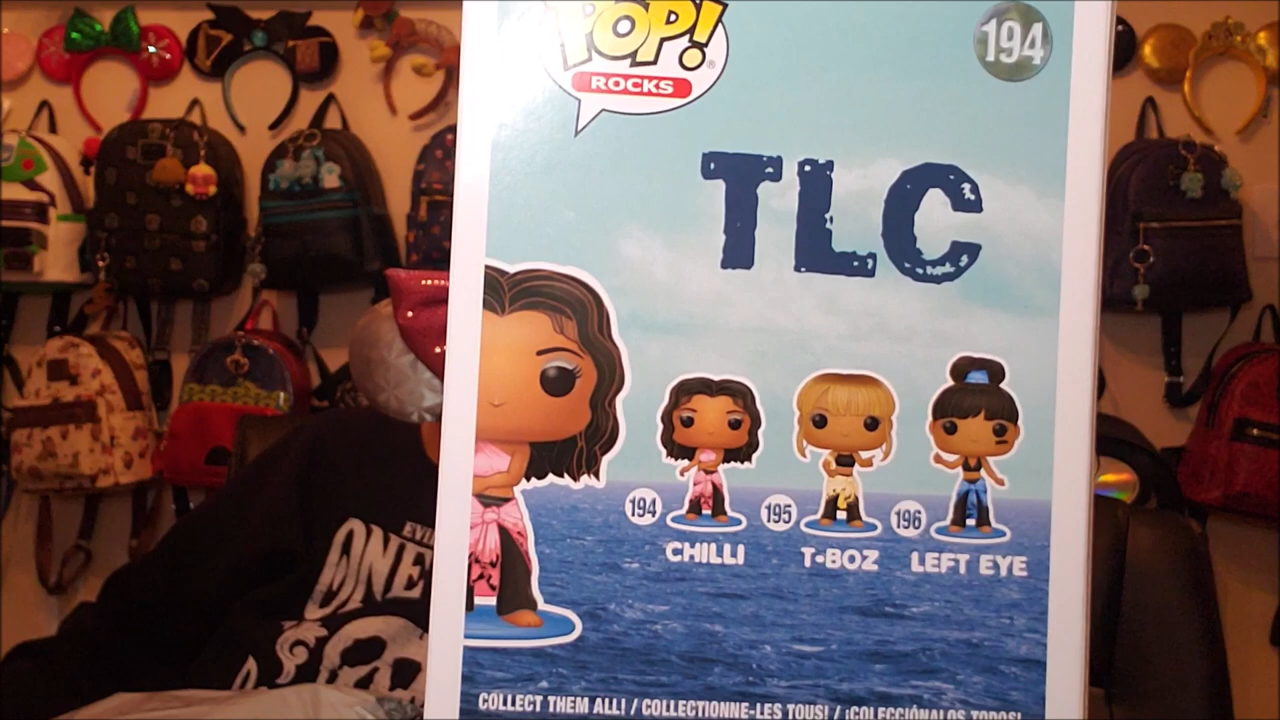 POP!
ROCKS
194
TLC
194
195
196
CHILLI
T•BOZ
LEFT EYE
COLLECT THEM ALL! / COLLECTIONNE-LES TOUS! / ¡COLECCIÓNALOS TODOS!
ONE